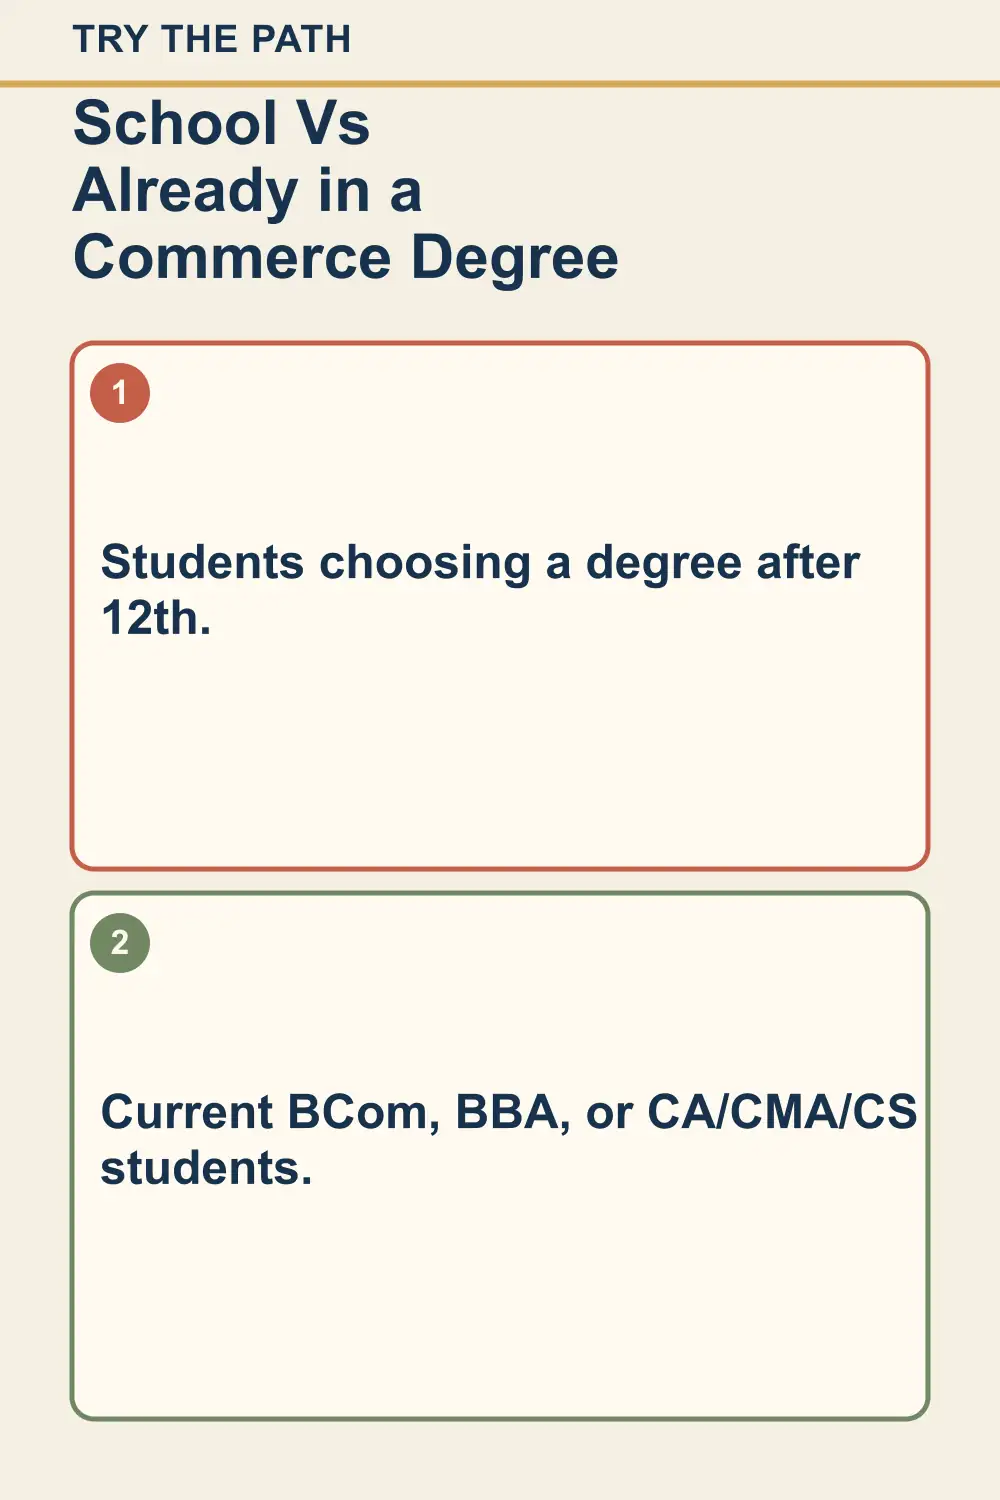 TRY THE PATH
School Vs
Already in a
Commerce Degree
1
Students choosing a degree after
12th.
2
Current BCom, BBA, or CA/CMA/CS
students.